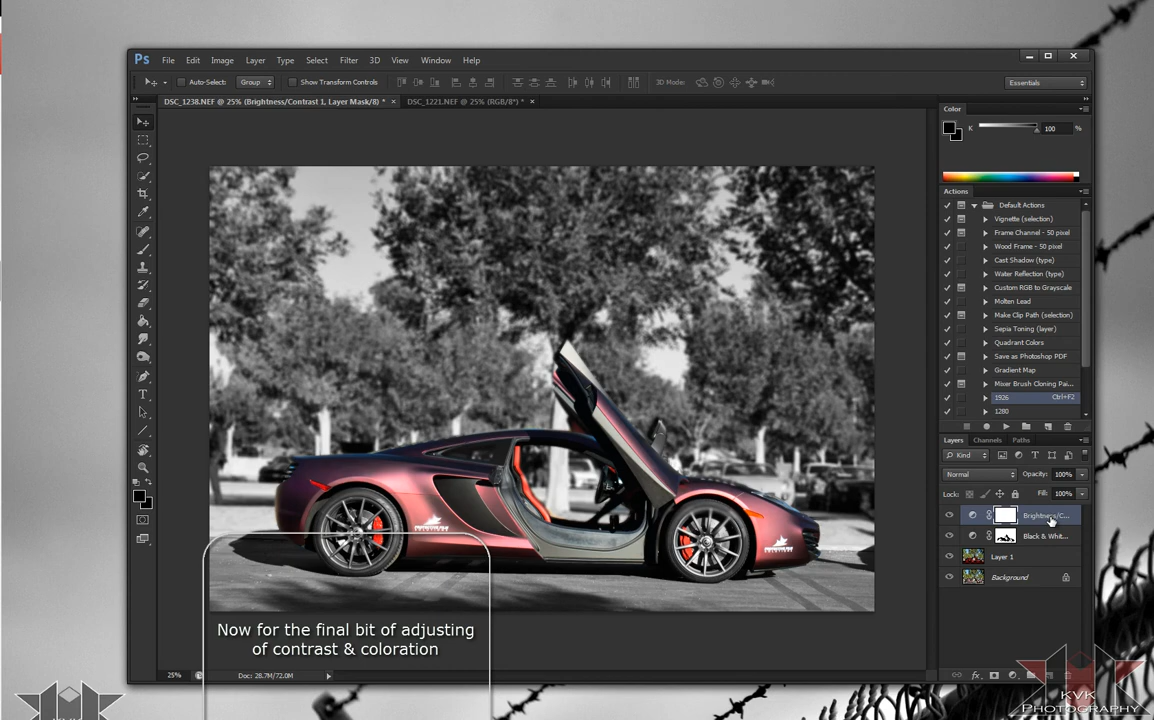 Ps File Edit Image Layer Type Select Filter 3D View Window Help
Auto-Select: Group Show Transform Controls 3D Mode: Essentials
DSC_1238.NEF @ 25% (Brightness/Contrast 1, Layer Mask/8) * × DSC_1221.NEF @ 25% (RGB/8*) * ×
Color
K 100 %
Actions
Default Actions
Vignette (selection)
Frame Channel - 50 pixel
Wood Frame - 50 pixel
Cast Shadow (type)
Water Reflection (type)
Custom RGB to Grayscale
Molten Lead
Make Clip Path (selection)
Sepia Toning (layer)
Quadrant Colors
Save as Photoshop PDF
Gradient Map
Mixer Brush Cloning Pai...
1926 Ctrl+F2
1280
Layers Channels Paths
Kind
Normal Opacity: 100%
Lock: Fill: 100%
Brightness/C...
Black & Whit...
Layer 1
Background
Now for the final bit of adjusting
of contrast & coloration
25% Doc: 28.7M/72.0M
KVK
PHOTOGRAPHY